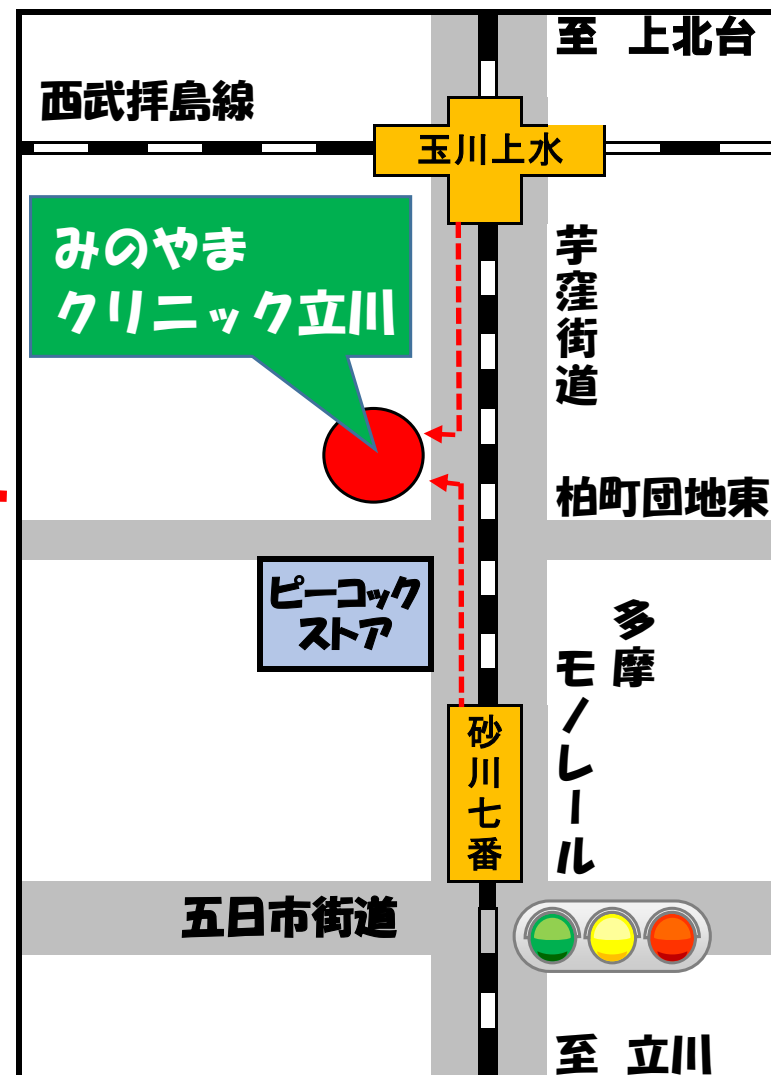 至 上北台
西武拝島線
玉川上水
みのやま
クリニック立川
芋窪街道
柏町団地東
ピーコック
ストア
多摩
モノレール
砂川七番
五日市街道
至 立川